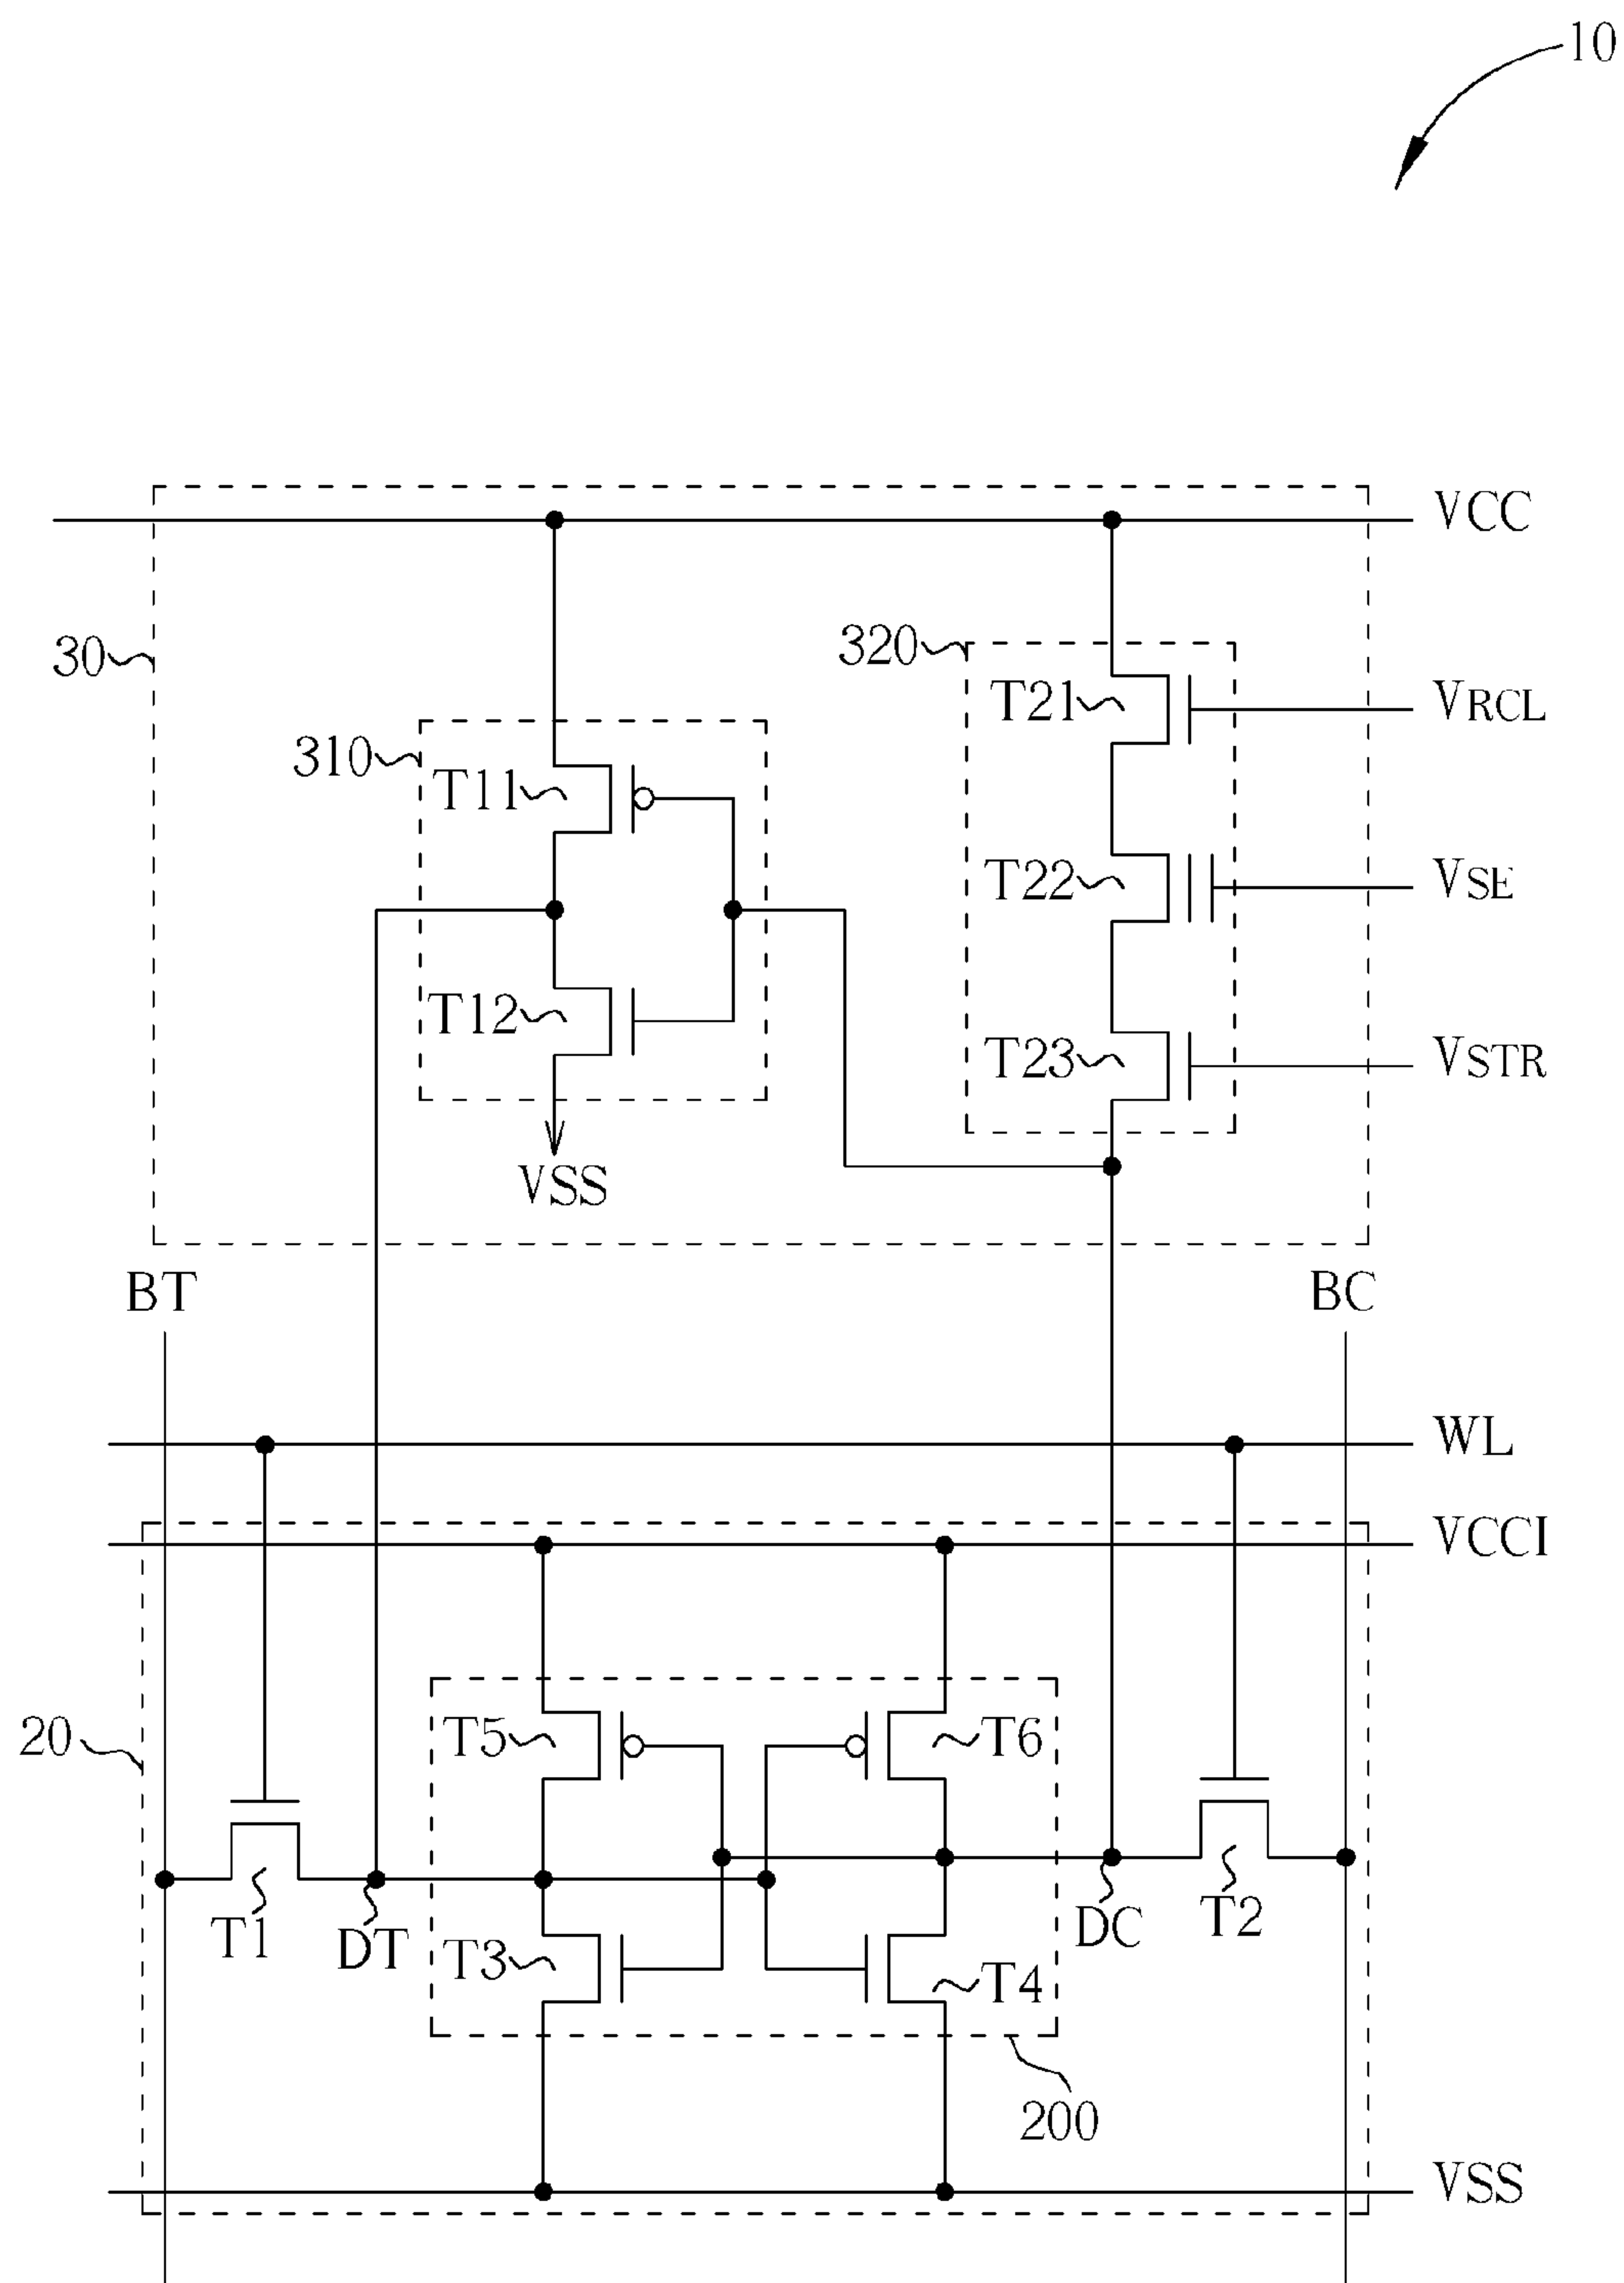 10
VCC
30
320
T21
VRCL
310
T11
T22
VSE
T12
T23
VSTR
VSS
BT
BC
WL
VCCI
20
T5
T6
T1
DT
T3
DC
T2
T4
200
VSS